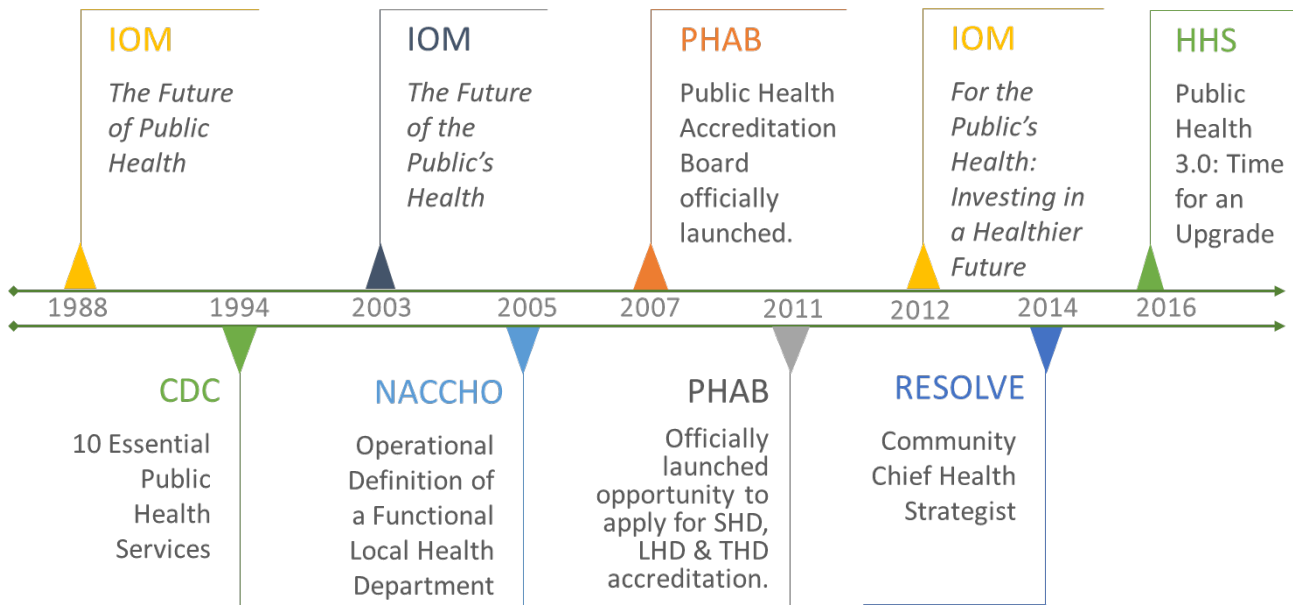 IOM
The Future
of Public
Health
IOM
The Future
of the
Public’s
Health
PHAB
Public Health
Accreditation
Board
officially
launched.
IOM
For the
Public’s
Health:
Investing in
a Healthier
Future
HHS
Public
Health
3.0: Time
for an
Upgrade
1988 1994 2003 2005 2007 2011 2012 2014 2016
CDC
10 Essential
Public
Health
Services
NACCHO
Operational
Definition of
a Functional
Local Health
Department
PHAB
Officially
launched
opportunity to
apply for SHD,
LHD & THD
accreditation.
RESOLVE
Community
Chief Health
Strategist